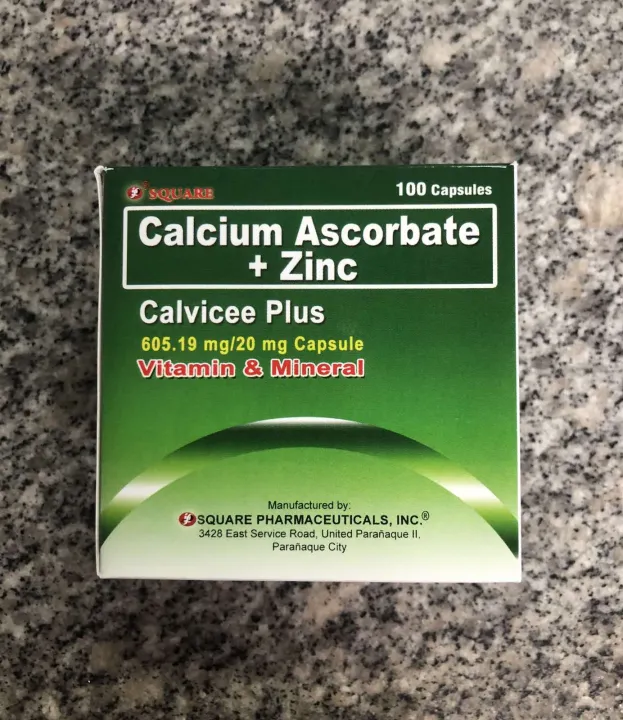 SQUARE
100 Capsules
Calcium Ascorbate
+ Zinc
Calvicee Plus
605.19 mg/20 mg Capsule
Vitamin & Mineral
Manufactured by:
SQUARE PHARMACEUTICALS, INC.®
3428 East Service Road, United Parañaque II,
Parañaque City